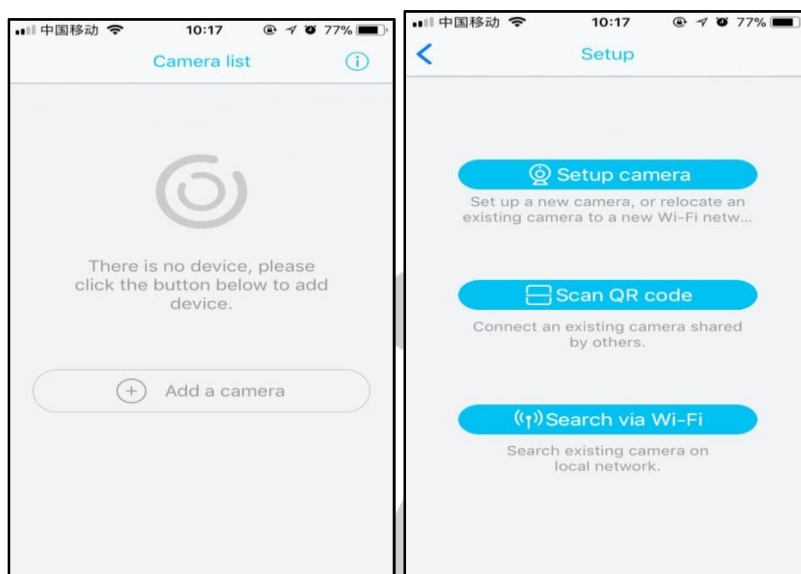 中国移动 10:17 77%
Camera list
There is no device, please
click the button below to add
device.
Add a camera
中国移动 10:17 77%
Setup
Setup camera
Set up a new camera, or relocate an
existing camera to a new Wi-Fi netw...
Scan QR code
Connect an existing camera shared
by others.
Search via Wi-Fi
Search existing camera on
local network.